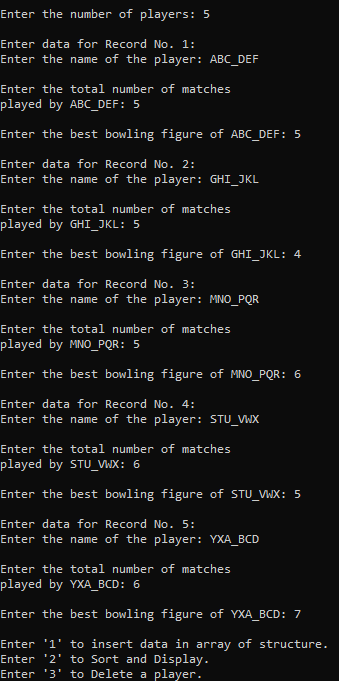 Enter the number of players: 5
Enter data for Record No. 1:
Enter the name of the player: ABC_DEF
Enter the total number of matches
played by ABC_DEF: 5
Enter the best bowling figure of ABC_DEF: 5
Enter data for Record No. 2:
Enter the name of the player: GHI_JKL
Enter the total number of matches
played by GHI_JKL: 5
Enter the best bowling figure of GHI_JKL: 4
Enter data for Record No. 3:
Enter the name of the player: MNO_PQR
Enter the total number of matches
played by MNO_PQR: 5
Enter the best bowling figure of MNO_PQR: 6
Enter data for Record No. 4:
Enter the name of the player: STU_VWX
Enter the total number of matches
played by STU_VWX: 6
Enter the best bowling figure of STU_VWX: 5
Enter data for Record No. 5:
Enter the name of the player: YXA_BCD
Enter the total number of matches
played by YXA_BCD: 6
Enter the best bowling figure of YXA_BCD: 7
Enter '1' to insert data in array of structure.
Enter '2' to Sort and Display.
Enter '3' to Delete a player.